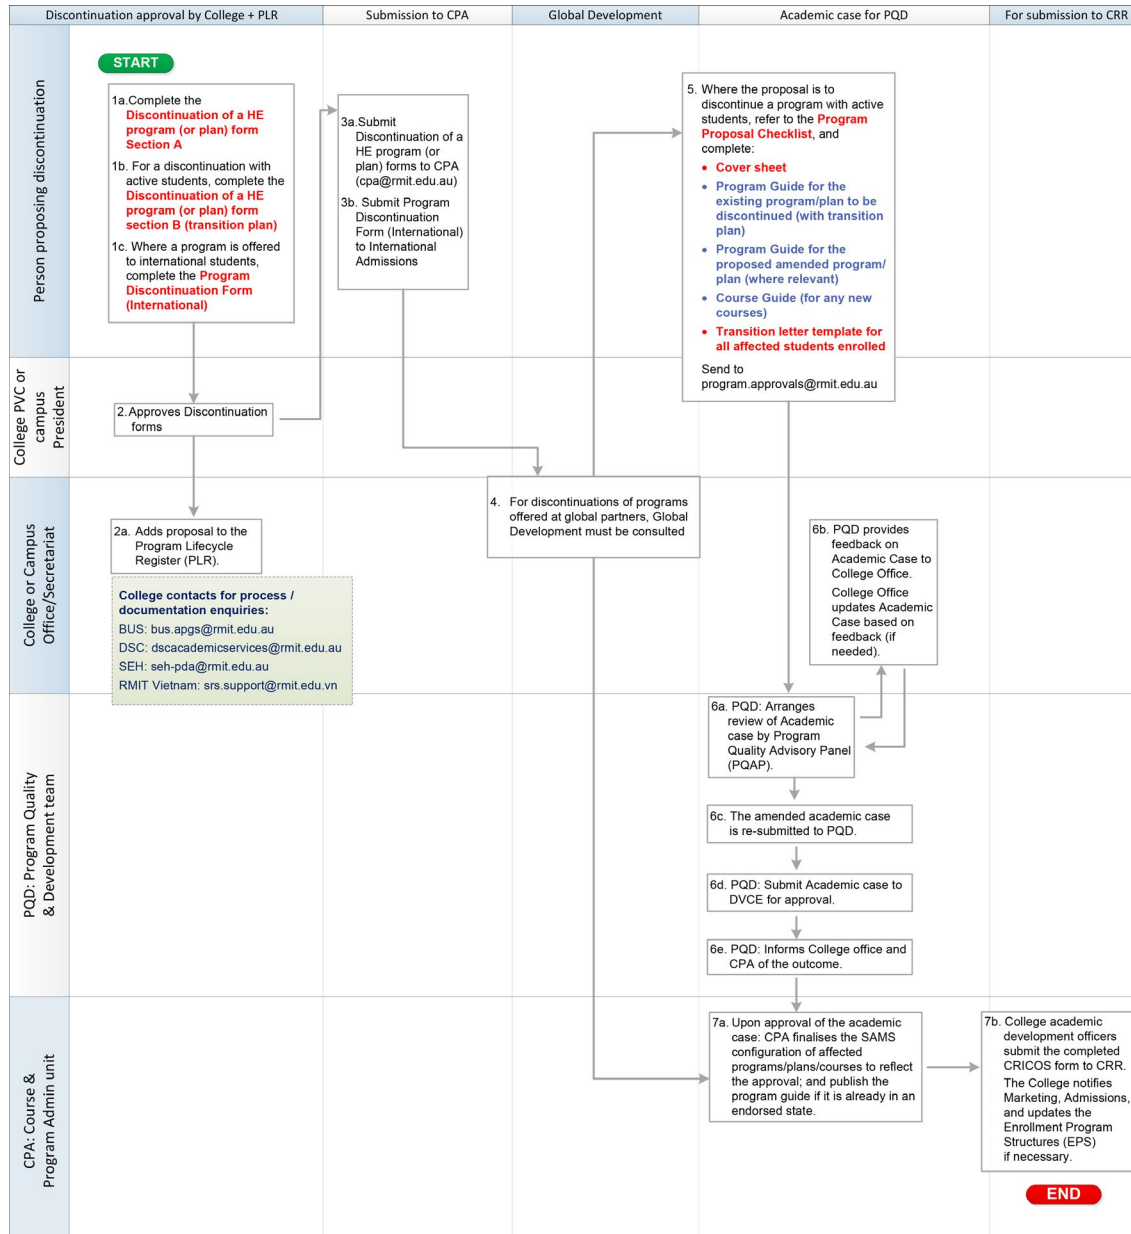 Discontinuation approval by College + PLR
Submission to CPA
Global Development
Academic case for PQD
For submission to CRR
Person proposing discontinuation
START
1a.Complete the
Discontinuation of a HE
program (or plan) form
Section A
1b. For a discontinuation with
active students, complete the
Discontinuation of a HE
program (or plan) form
section B (transition plan)
1c. Where a program is offered
to international students,
complete the Program
Discontinuation Form
(International)
3a.Submit
Discontinuation of a
HE program (or
plan) forms to CPA
(cpa@rmit.edu.au)
3b. Submit Program
Discontinuation
Form (International)
to International
Admissions
5. Where the proposal is to
discontinue a program with active
students, refer to the Program
Proposal Checklist, and
complete:
• Cover sheet
• Program Guide for the
existing program/plan to be
discontinued (with transition
plan)
• Program Guide for the
proposed amended program/
plan (where relevant)
• Course Guide (for any new
courses)
• Transition letter template for
all affected students enrolled
Send to
program.approvals@rmit.edu.au
College PVC or
campus
President
2.Approves Discontinuation
forms
College or Campus
Office/Secretariat
2a. Adds proposal to the
Program Lifecycle
Register (PLR).
College contacts for process /
documentation enquiries:
BUS: bus.apgs@rmit.edu.au
DSC: dscacademicservices@rmit.edu.au
SEH: seh-pda@rmit.edu.au
RMIT Vietnam: srs.support@rmit.edu.vn
4. For discontinuations of programs
offered at global partners, Global
Development must be consulted
6b. PQD provides
feedback on
Academic Case to
College Office.
College Office
updates Academic
Case based on
feedback (if
needed).
PQD: Program Quality
& Development team
6a. PQD: Arranges
review of Academic
case by Program
Quality Advisory Panel
(PQAP).
6c. The amended academic case
is re-submitted to PQD.
6d. PQD: Submit Academic case to
DVCE for approval.
6e. PQD: Informs College office and
CPA of the outcome.
CPA: Course &
Program Admin unit
7a. Upon approval of the academic
case: CPA finalises the SAMS
configuration of affected
programs/plans/courses to reflect
the approval; and publish the
program guide if it is already in an
endorsed state.
7b. College academic
development officers
submit the completed
CRICOS form to CRR.
The College notifies
Marketing, Admissions,
and updates the
Enrollment Program
Structures (EPS)
if necessary.
END